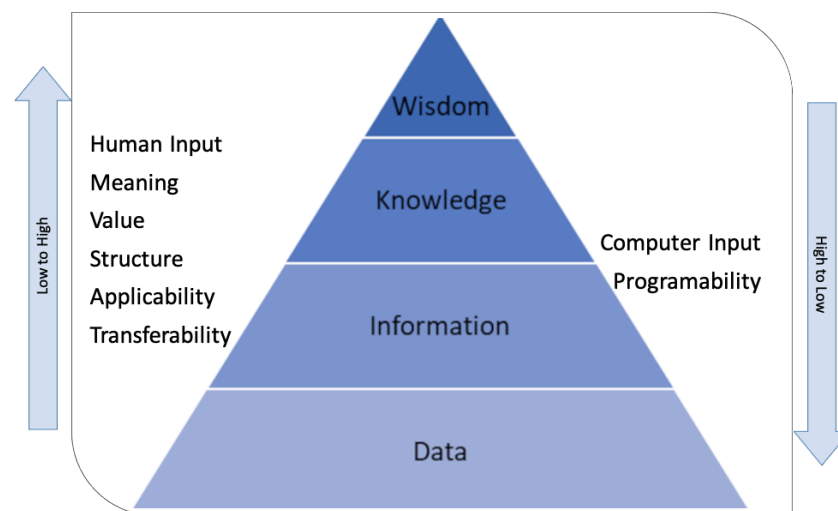 Wisdom
Human Input
Meaning
Value
Structure
Applicability
Transferability
Low to High
Knowledge
Computer Input
Programability
High to Low
Information
Data